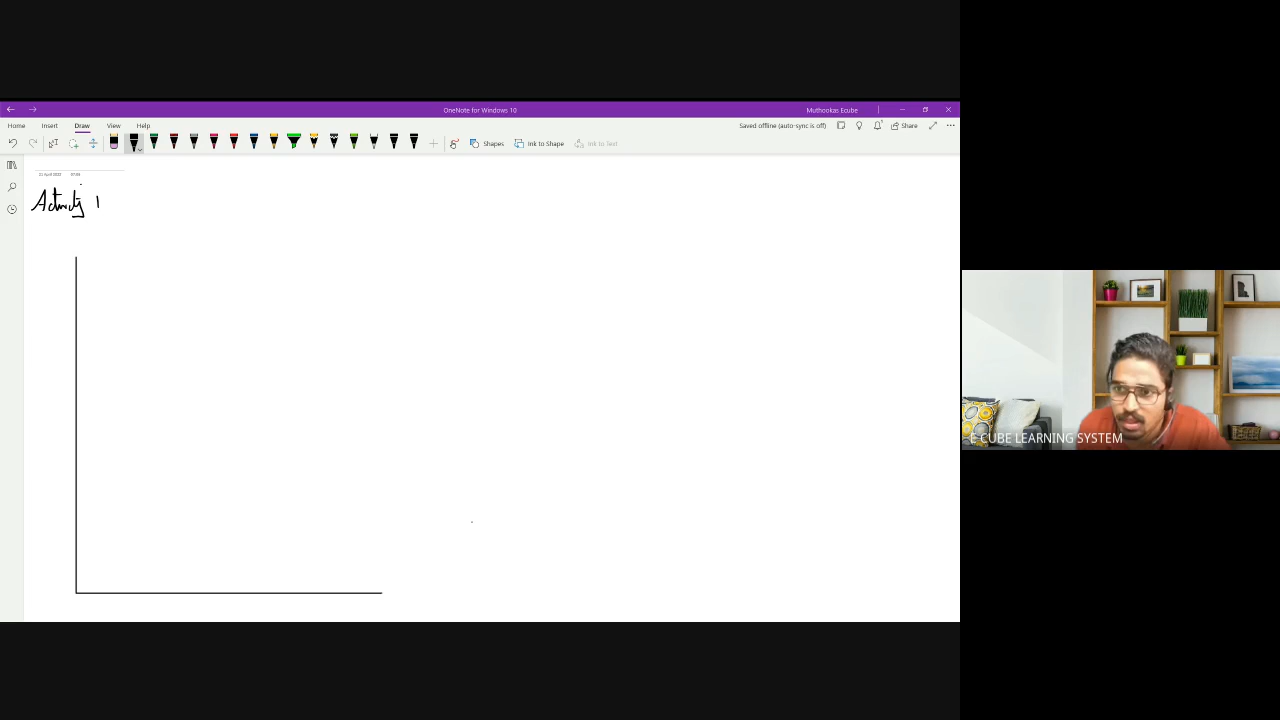 OneNote for Windows 10
Muthookas Ecube
Home Insert Draw View Help
Saved offline (auto-sync is off)
Share
Shapes
Ink to Shape
Ink to Text
Activity 1
E CUBE LEARNING SYSTEM